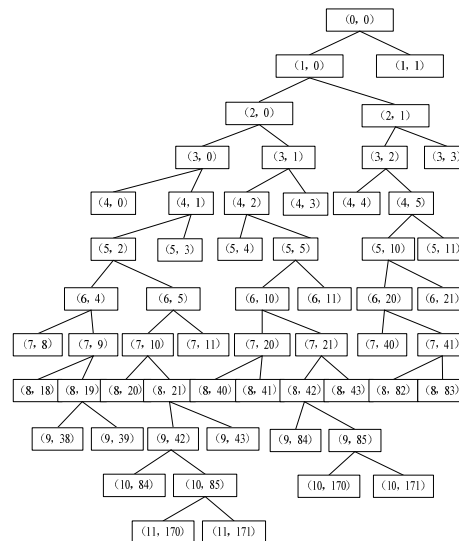 (0, 0)
(1, 0) (1, 1)
(2, 0) (2, 1)
(3, 0) (3, 1) (3, 2) (3, 3)
(4, 0) (4, 1) (4, 2) (4, 3) (4, 4) (4, 5)
(5, 2) (5, 3) (5, 4) (5, 5) (5, 10) (5, 11)
(6, 4) (6, 5) (6, 10) (6, 11) (6, 20) (6, 21)
(7, 8) (7, 9) (7, 10) (7, 11) (7, 20) (7, 21) (7, 40) (7, 41)
(8, 18) (8, 19) (8, 20) (8, 21) (8, 40) (8, 41) (8, 42) (8, 43) (8, 82) (8, 83)
(9, 38) (9, 39) (9, 42) (9, 43) (9, 84) (9, 85)
(10, 84) (10, 85) (10, 170) (10, 171)
(11, 170) (11, 171)